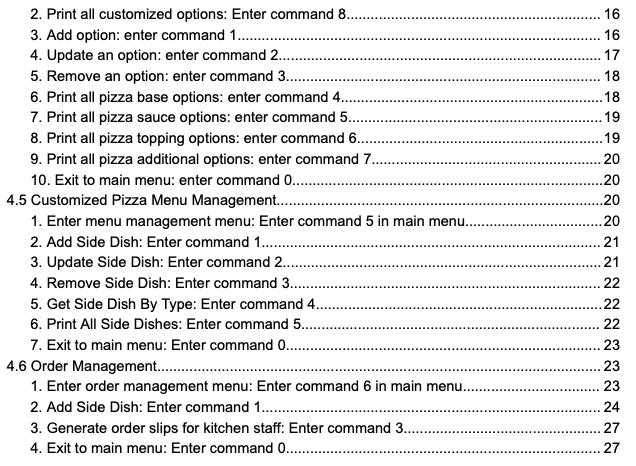 2. Print all customized options: Enter command 8.............................................................. 16
3. Add option: enter command 1......................................................................................... 16
4. Update an option: enter command 2............................................................................... 17
5. Remove an option: enter command 3............................................................................. 18
6. Print all pizza base options: enter command 4................................................................18
7. Print all pizza sauce options: enter command 5.............................................................. 19
8. Print all pizza topping options: enter command 6............................................................ 19
9. Print all pizza additional options: enter command 7........................................................ 20
10. Exit to main menu: enter command 0............................................................................20
4.5 Customized Pizza Menu Management................................................................................20
1. Enter menu management menu: Enter command 5 in main menu.................................20
2. Add Side Dish: Enter command 1................................................................................... 21
3. Update Side Dish: Enter command 2.............................................................................. 21
4. Remove Side Dish: Enter command 3............................................................................ 22
5. Get Side Dish By Type: Enter command 4...................................................................... 22
6. Print All Side Dishes: Enter command 5......................................................................... 22
7. Exit to main menu: Enter command 0............................................................................. 23
4.6 Order Management............................................................................................................. 23
1. Enter order management menu: Enter command 6 in main menu.................................. 23
2. Add Side Dish: Enter command 1................................................................................... 24
3. Generate order slips for kitchen staff: Enter command 3................................................ 27
4. Exit to main menu: Enter command 0............................................................................. 27